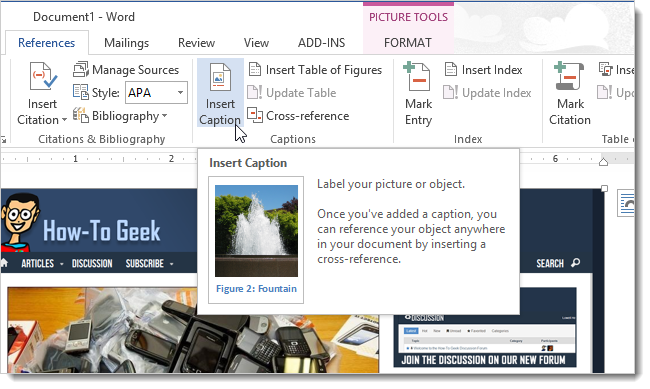 Document1 - Word
PICTURE TOOLS
References Mailings Review View ADD-INS FORMAT
Insert Citation
Manage Sources
Style: APA
Bibliography
Citations & Bibliography
Insert Caption
Insert Table of Figures
Update Table
Cross-reference
Captions
Mark Entry
Insert Index
Update Index
Index
Mark Citation
Inse
Upd
Table o
1 2 6
Insert Caption
Label your picture or object.
Once you've added a caption, you
can reference your object anywhere
in your document by inserting a
cross-reference.
Figure 2: Fountain
How-To Geek
ARTICLES DISCUSSION SUBSCRIBE SEARCH
DISCUSSION
JOIN THE DISCUSSION ON OUR NEW FORUM